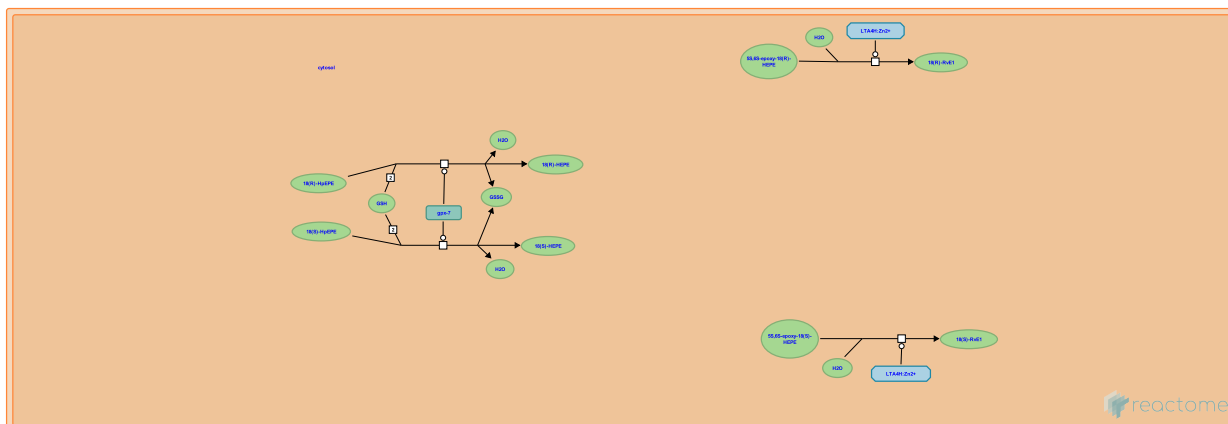 cytosol
H2O
LTA4H:Zn2+
5S,6S-epoxy-18(R)-
HEPE
18(R)-RvE1
H2O
18(R)-HpEPE
2
18(R)-HEPE
GSH
GSSG
gpx-7
18(S)-HpEPE
2
18(S)-HEPE
H2O
5S,6S-epoxy-18(S)-
HEPE
18(S)-RvE1
H2O
LTA4H:Zn2+
reactome